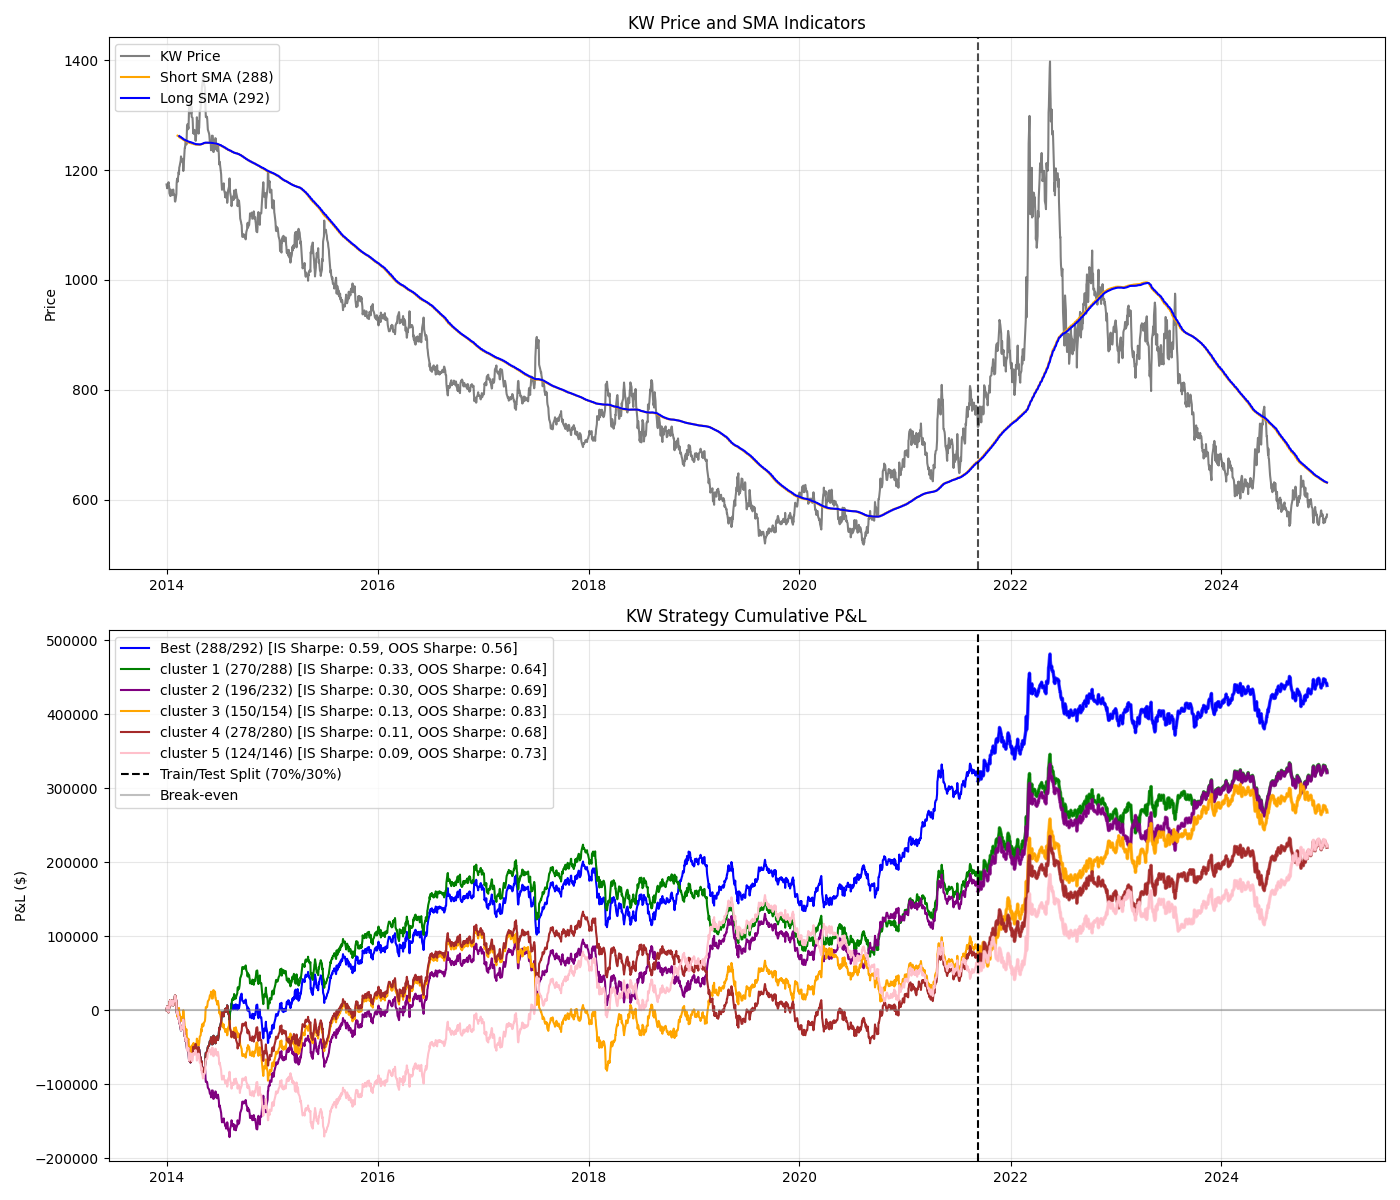 KW Price and SMA Indicators
KW Price
Short SMA (288)
Long SMA (292)
Price
1400
1200
1000
800
600
2014 2016 2018 2020 2022 2024
KW Strategy Cumulative P&L
Best (288/292) [IS Sharpe: 0.59, OOS Sharpe: 0.56]
cluster 1 (270/288) [IS Sharpe: 0.33, OOS Sharpe: 0.64]
cluster 2 (196/232) [IS Sharpe: 0.30, OOS Sharpe: 0.69]
cluster 3 (150/154) [IS Sharpe: 0.13, OOS Sharpe: 0.83]
cluster 4 (278/280) [IS Sharpe: 0.11, OOS Sharpe: 0.68]
cluster 5 (124/146) [IS Sharpe: 0.09, OOS Sharpe: 0.73]
Train/Test Split (70%/30%)
Break-even
P&L ($)
500000
400000
300000
200000
100000
0
−100000
−200000
2014 2016 2018 2020 2022 2024